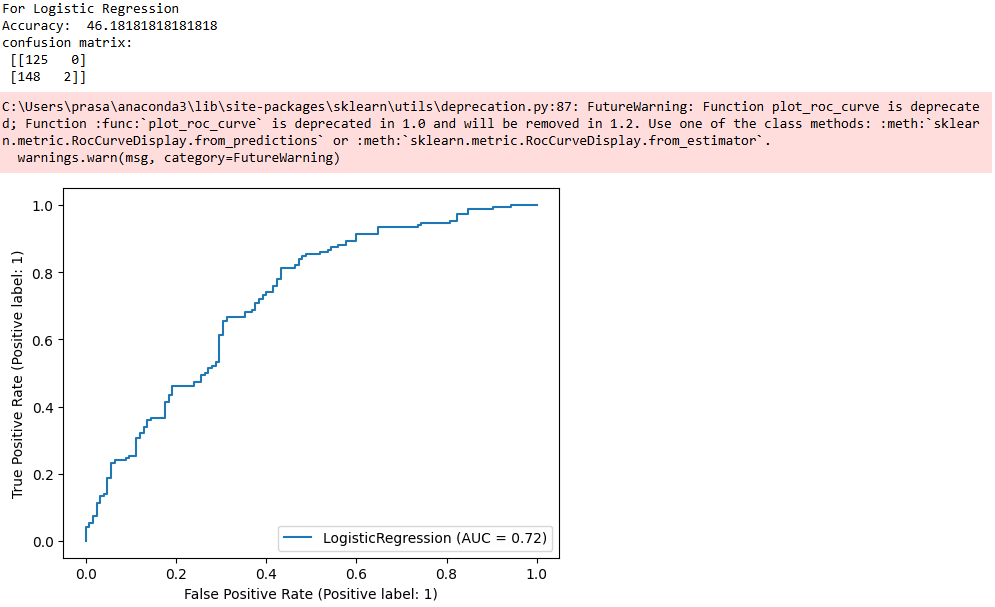 For Logistic Regression
Accuracy:  46.18181818181818
confusion matrix:
 [[125   0]
 [148   2]]
C:\Users\prasa\anaconda3\lib\site-packages\sklearn\utils\deprecation.py:87: FutureWarning: Function plot_roc_curve is deprecate
d; Function :func:`plot_roc_curve` is deprecated in 1.0 and will be removed in 1.2. Use one of the class methods: :meth:`sklear
n.metric.RocCurveDisplay.from_predictions` or :meth:`sklearn.metric.RocCurveDisplay.from_estimator`.
  warnings.warn(msg, category=FutureWarning)
1.0
0.8
0.6
0.4
0.2
0.0
True Positive Rate (Positive label: 1)
LogisticRegression (AUC = 0.72)
0.0 0.2 0.4 0.6 0.8 1.0
False Positive Rate (Positive label: 1)